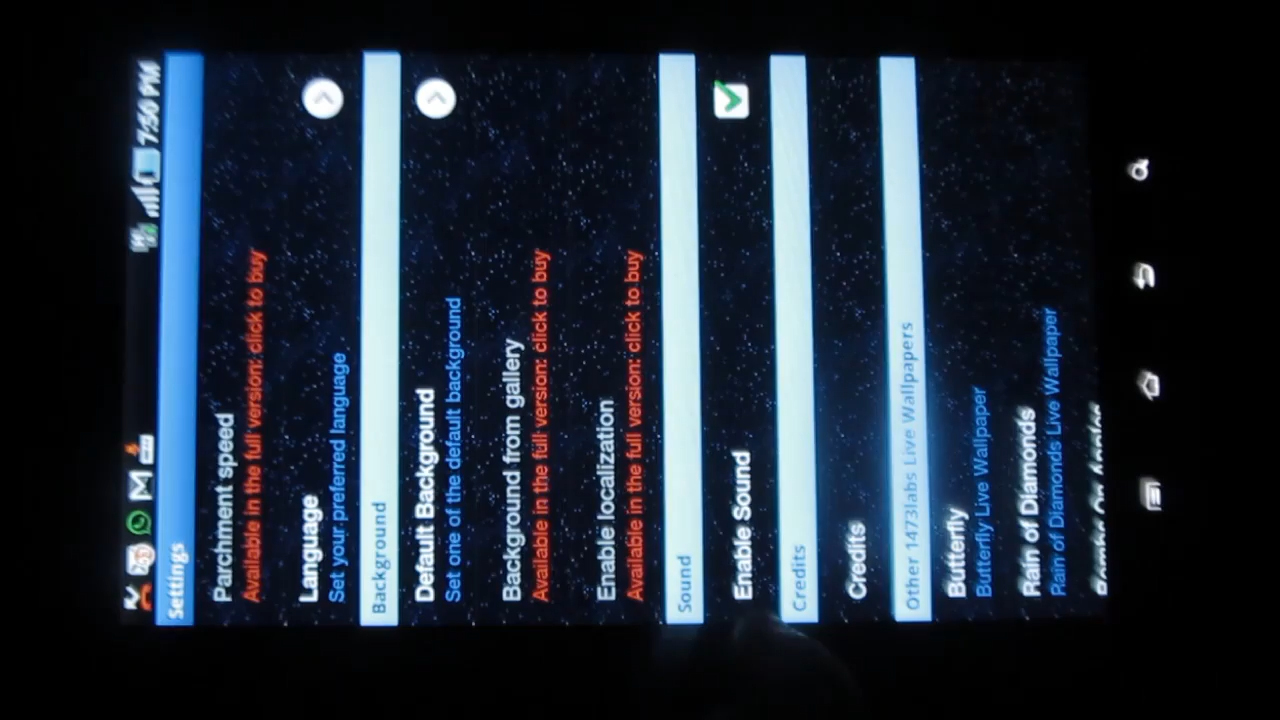 7:50 PM
Settings
Parchment speed
Available in the full version: click to buy
Language
Set your preferred language
Background
Default Background
Set one of the default background
Background from gallery
Available in the full version: click to buy
Enable localization
Available in the full version: click to buy
Sound
Enable Sound
Credits
Credits
Other 1473labs Live Wallpapers
Butterfly
Butterfly Live Wallpaper
Rain of Diamonds
Rain of Diamonds Live Wallpaper